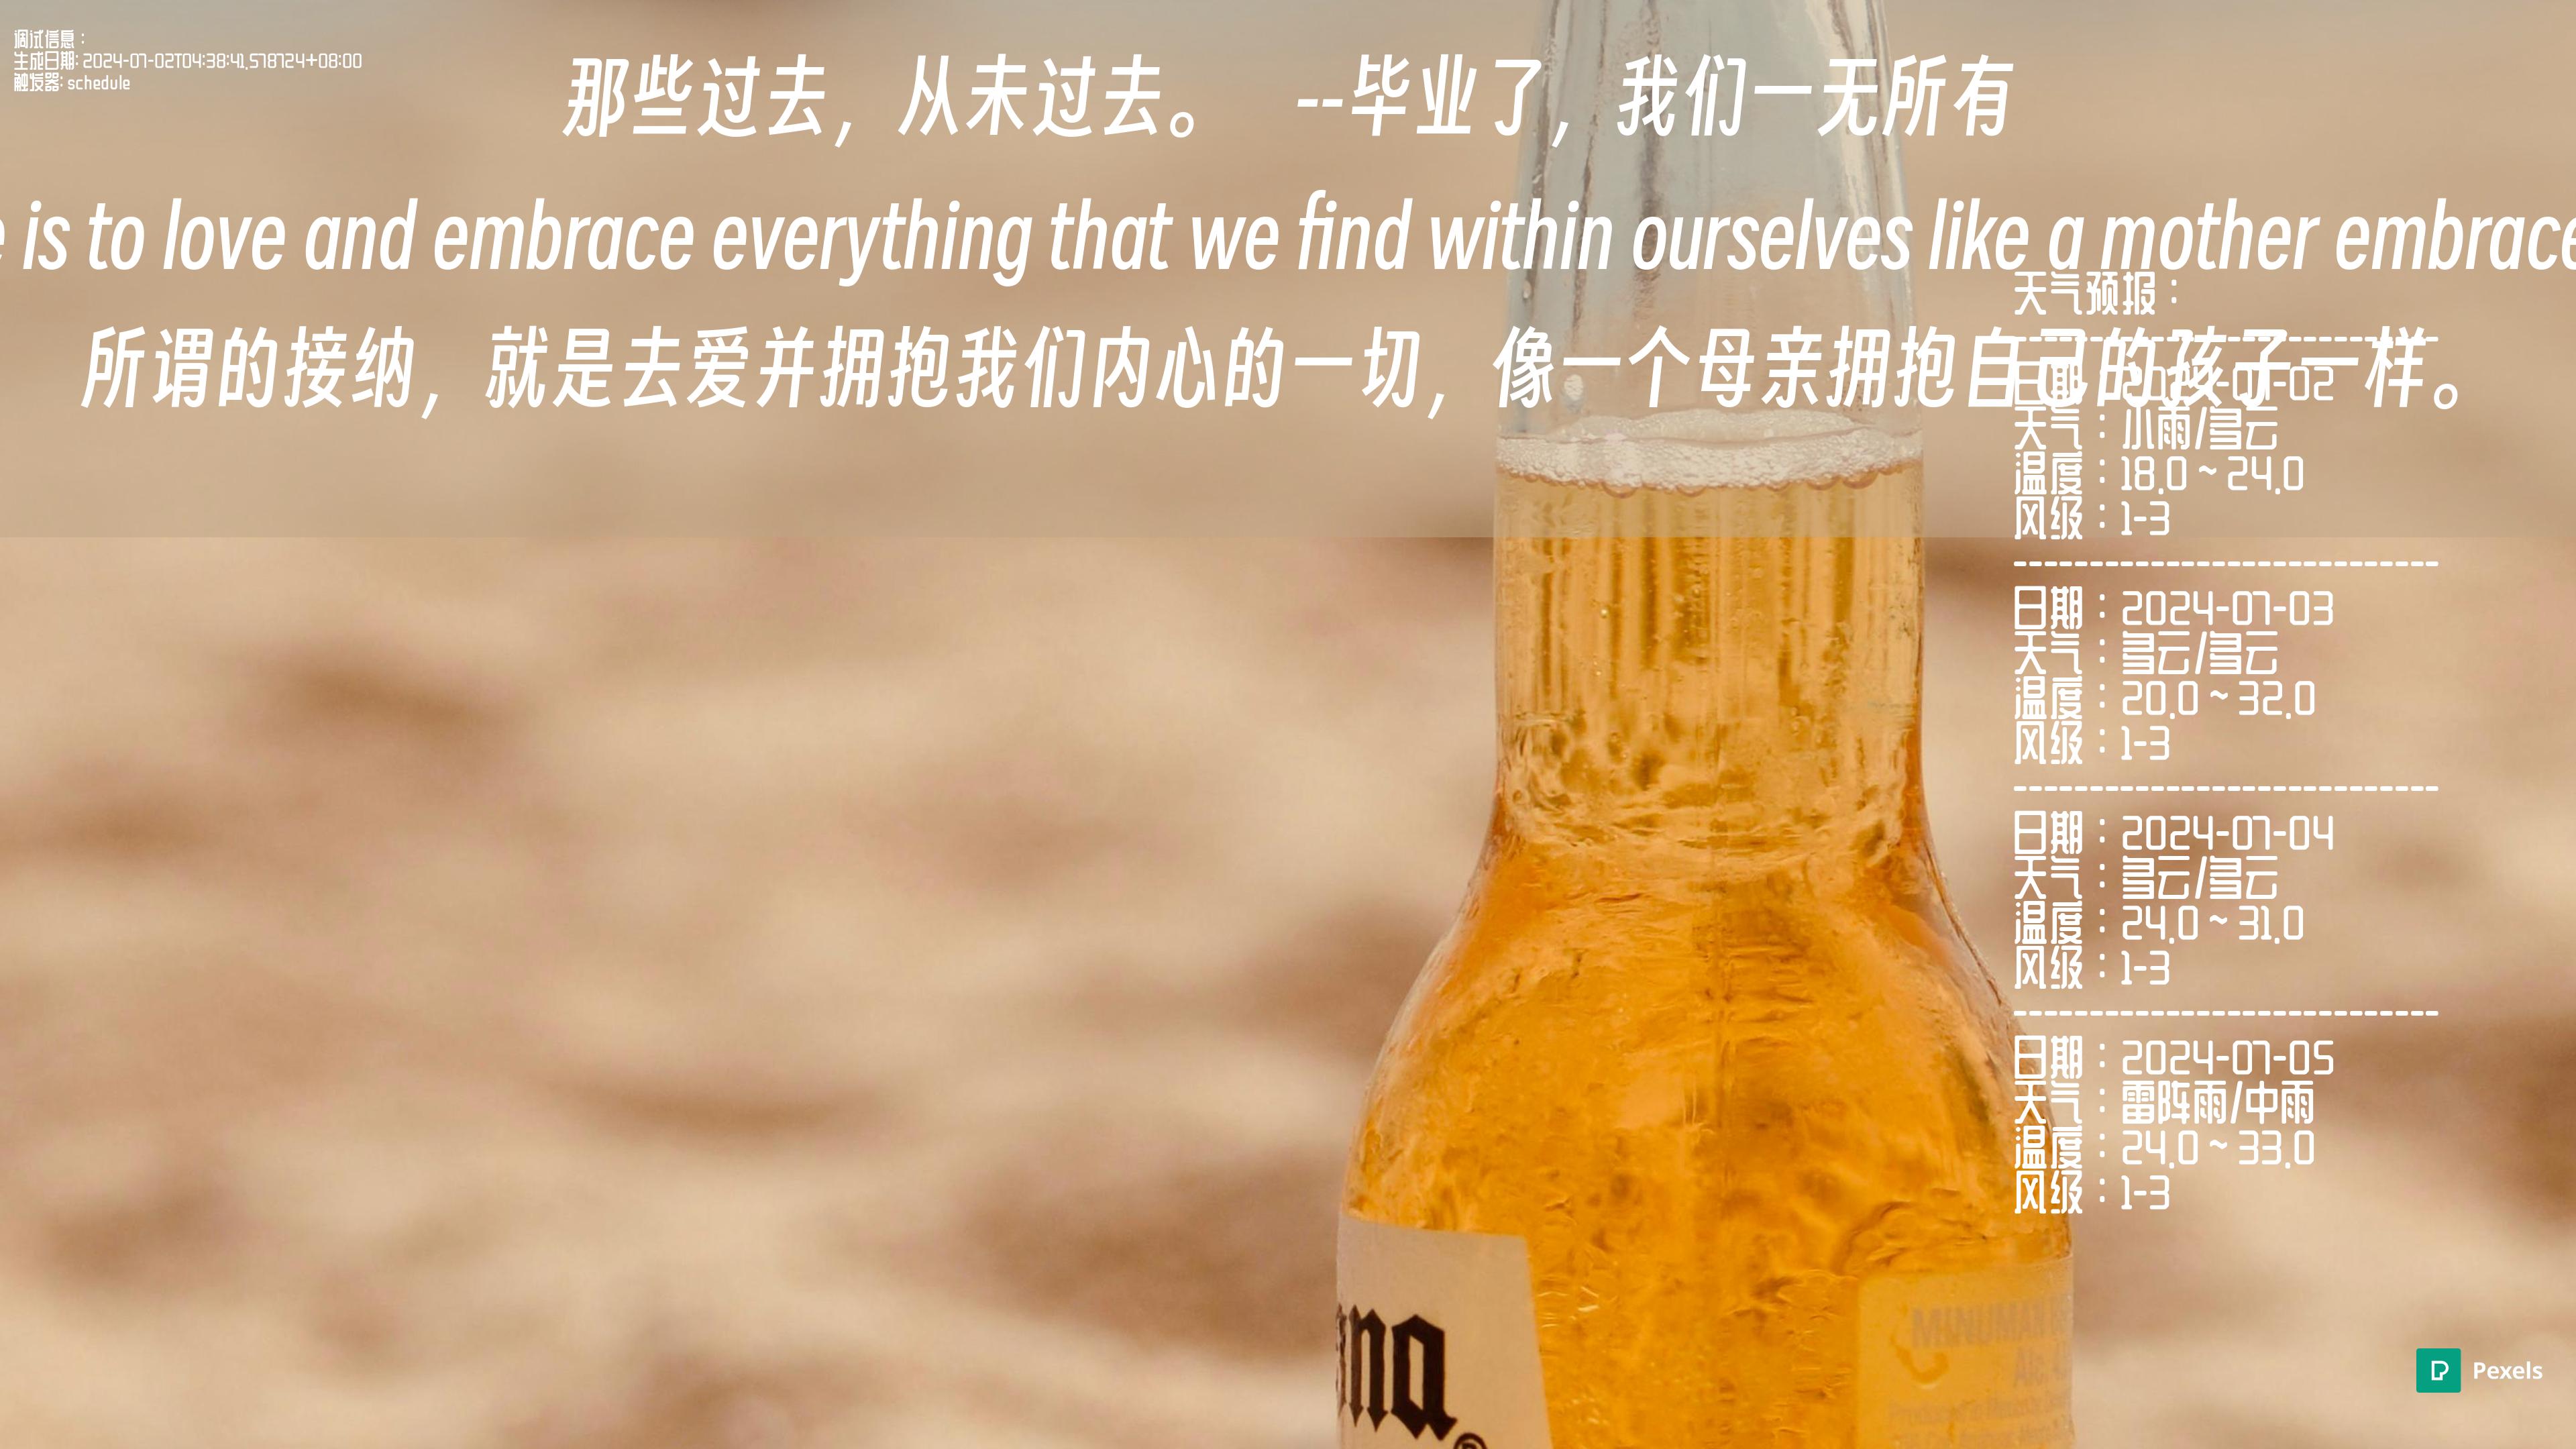 调试信息：
生成日期: 2024-07-02T04:38:41.578724+08:00
触发器: schedule
那些过去，从未过去。 --毕业了，我们一无所有
is to love and embrace everything that we find within ourselves like a mother embrace
所谓的接纳，就是去爱并拥抱我们内心的一切，像一个母亲拥抱自己的孩子一样。
天气预报：
----------------------------
日期：2024-07-02
天气：小雨/多云
温度：18.0 ~ 24.0
风级：1-3
----------------------------
日期：2024-07-03
天气：多云/多云
温度：20.0 ~ 32.0
风级：1-3
----------------------------
日期：2024-07-04
天气：多云/多云
温度：24.0 ~ 31.0
风级：1-3
----------------------------
日期：2024-07-05
天气：雷阵雨/中雨
温度：24.0 ~ 33.0
风级：1-3
na
MINUMAN
Alc.
Pexels